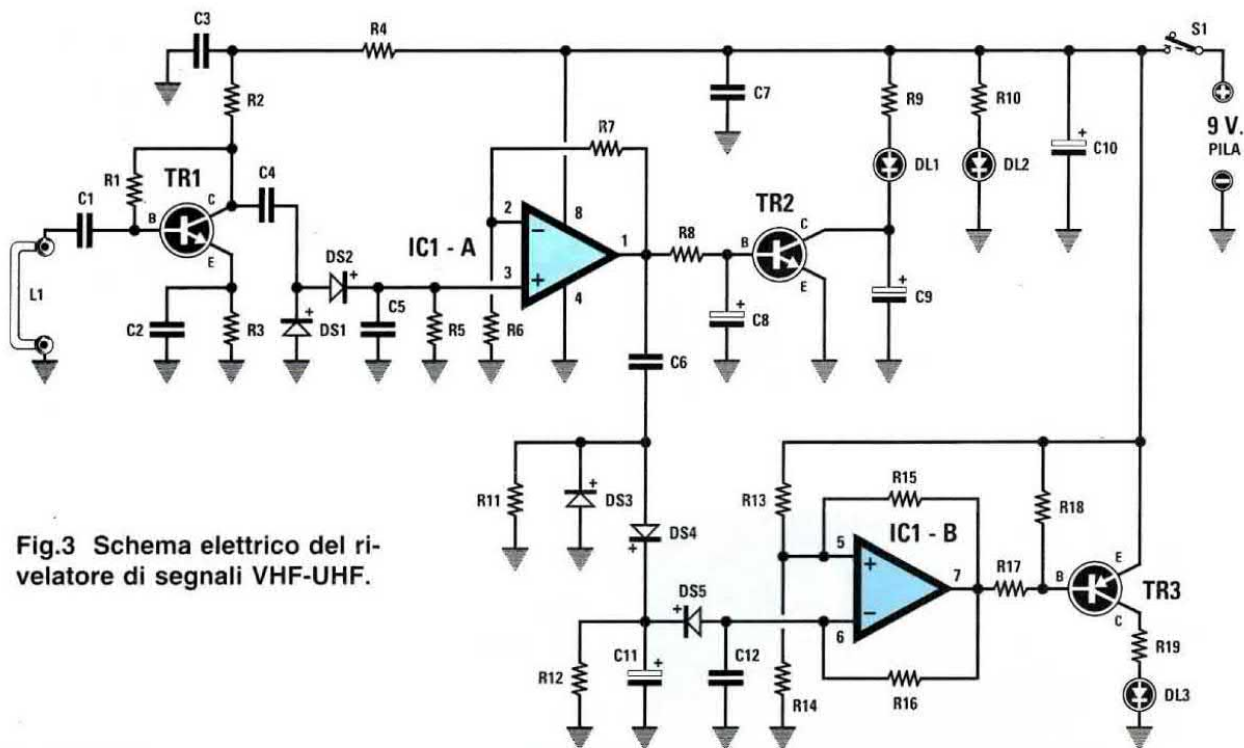 C3
R4
S1
R2
C7
R9
R10
C10
+
9 V.
PILA
R7
R1
TR1
C4
DL1
DL2
C1
B
C
E
2
8
IC1 - A
1
R8
TR2
B
C
E
L1
DS2
+
3
4
C2
R3
DS1
+
C5
R5
R6
C8
+
C9
+
C6
R11
DS3
+
DS4
+
R13
R15
IC1 - B
R18
5
7
R17
B
E
C
TR3
DS5
+
6
R19
R12
C11
+
C12
R14
R16
DL3
Fig.3 Schema elettrico del ri-
velatore di segnali VHF-UHF.